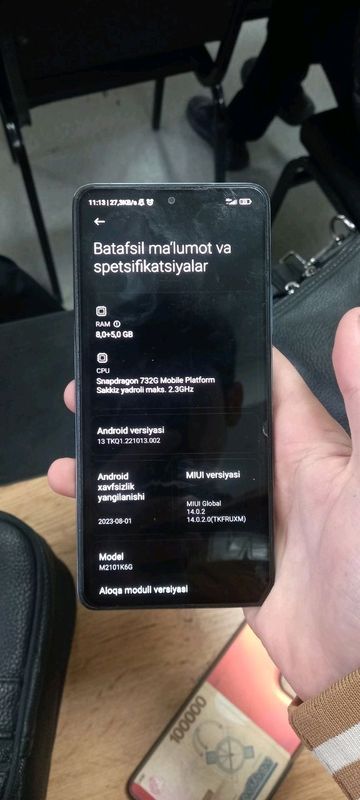 11:13 | 27,3KB/s
Batafsil ma'lumot va
spetsifikatsiyalar
RAM
8,0+5,0 GB
CPU
Snapdragon 732G Mobile Platform
Sakkiz yadroli maks. 2.3GHz
Android versiyasi
13 TKQ1.221013.002
Android
xavfsizlik
yangilanishi
2023-08-01
MIUI versiyasi
MIUI Global
14.0.2
14.0.2.0(TKFRUXM)
Model
M2101K6G
Aloqa moduli versiyasi
100000